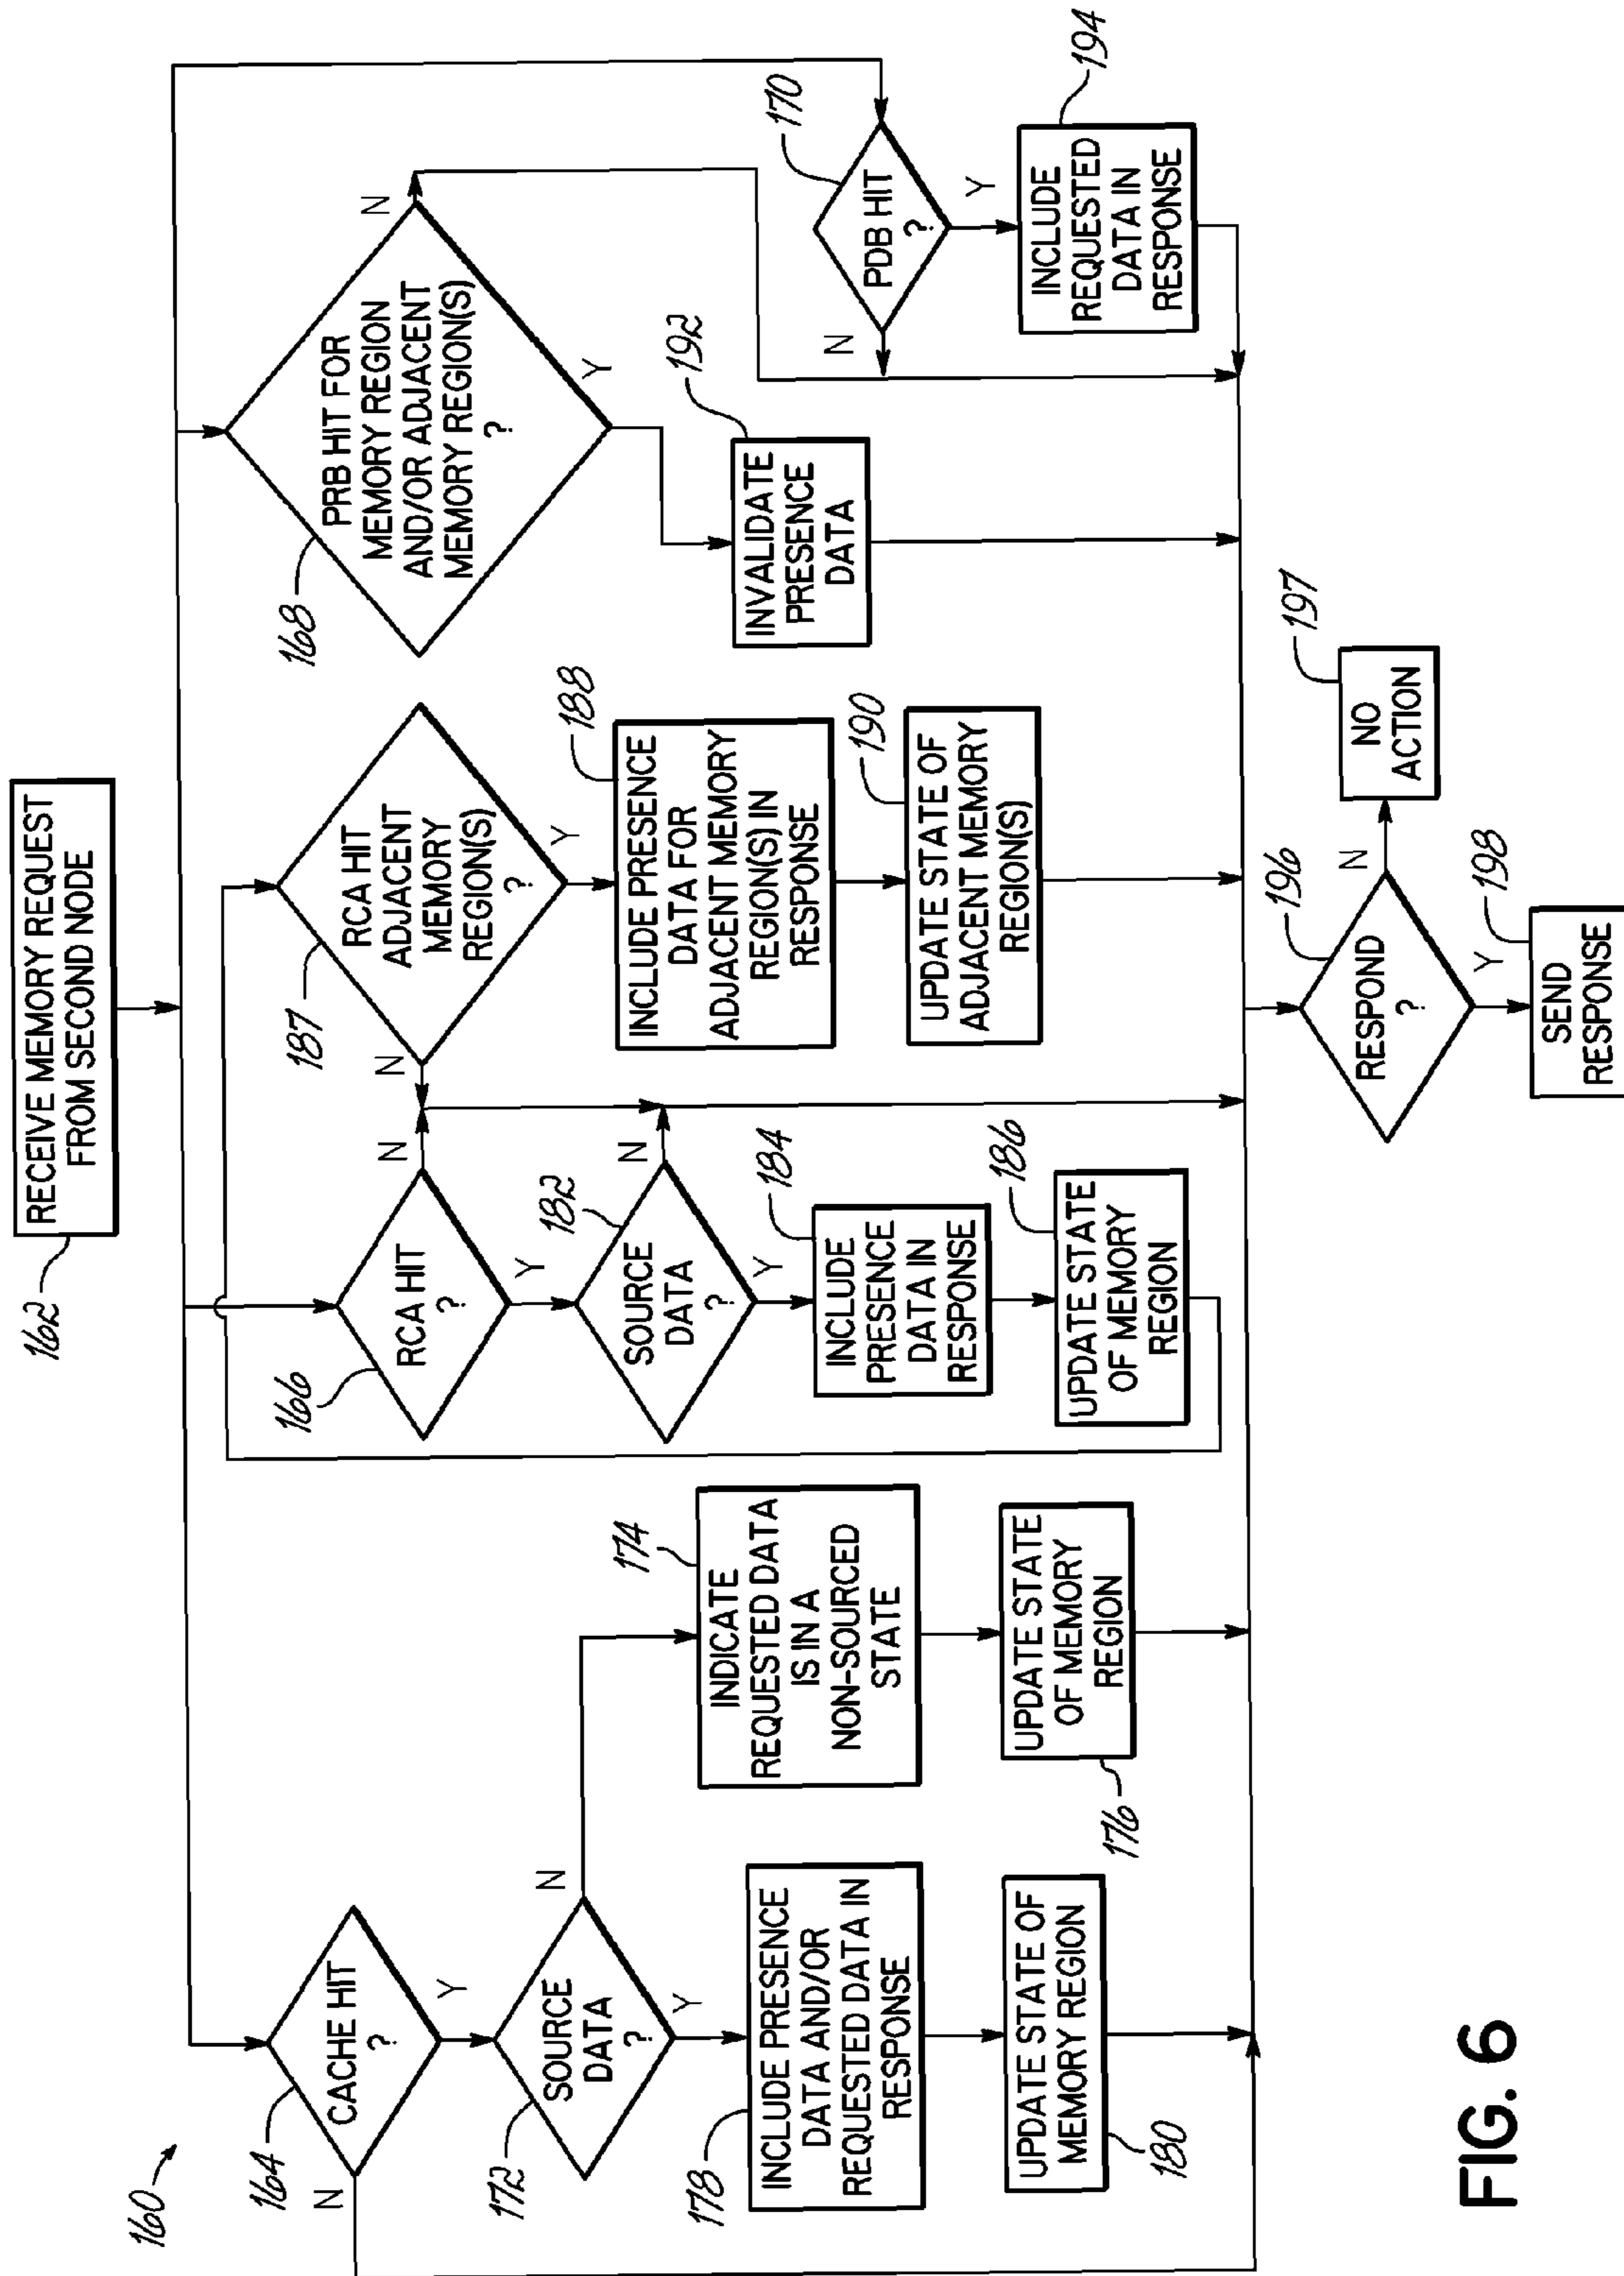 160
162
RECEIVE MEMORY REQUEST
FROM SECOND NODE
164
CACHE HIT
?
N
Y
172
SOURCE
DATA
?
N
Y
178
INCLUDE PRESENCE
DATA AND/OR
REQUESTED DATA IN
RESPONSE
UPDATE STATE OF
MEMORY REGION
180
174
INDICATE
REQUESTED DATA
IS IN A
NON-SOURCED
STATE
UPDATE STATE
OF MEMORY
REGION
176
166
RCA HIT
?
N
Y
182
SOURCE
DATA
?
N
Y
184
INCLUDE
PRESENCE
DATA IN
RESPONSE
186
UPDATE STATE
OF MEMORY
REGION
187
RCA HIT
ADJACENT
MEMORY
REGION(S)
?
N
Y
188
INCLUDE PRESENCE
DATA FOR
ADJACENT MEMORY
REGION(S) IN
RESPONSE
190
UPDATE STATE OF
ADJACENT MEMORY
REGION(S)
168
PRB HIT FOR
MEMORY REGION
AND/OR ADJACENT
MEMORY REGION(S)
?
N
Y
192
INVALIDATE
PRESENCE
DATA
170
PDB HIT
?
N
Y
194
INCLUDE
REQUESTED
DATA IN
RESPONSE
196
RESPOND
?
N
Y
197
NO
ACTION
198
SEND
RESPONSE
FIG. 6